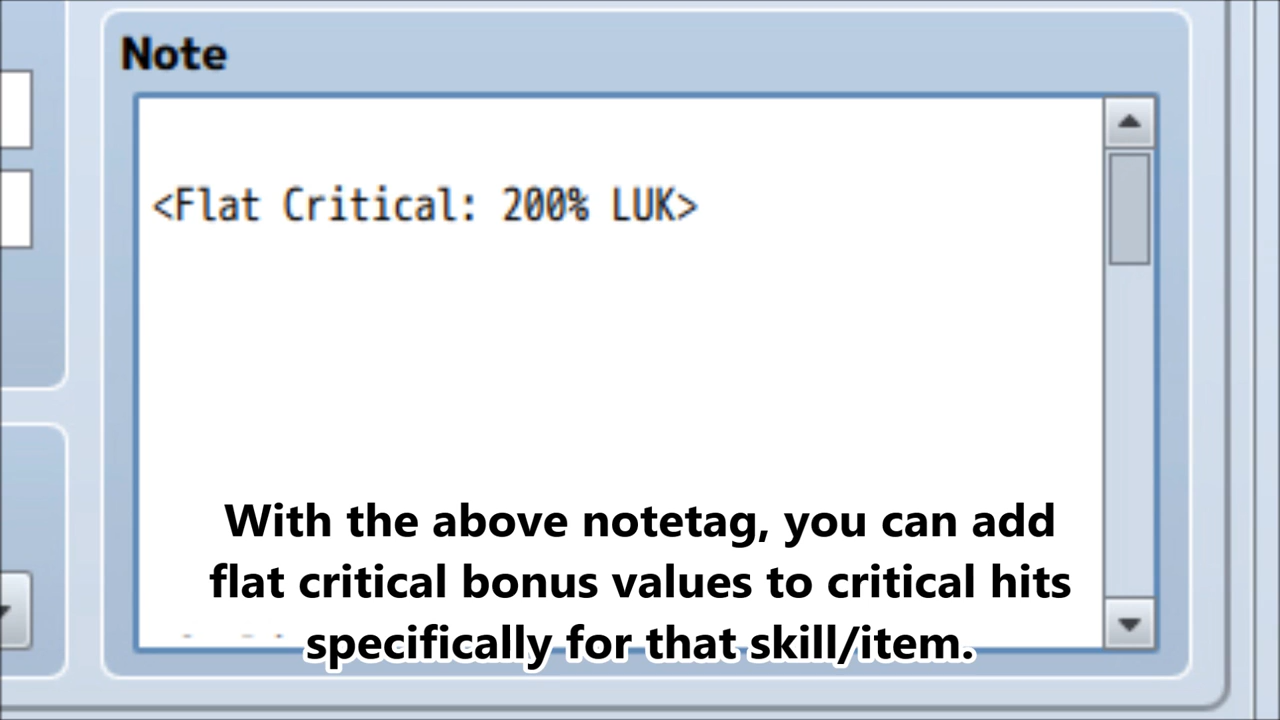 Note
<Flat Critical: 200% LUK>
With the above notetag, you can add
flat critical bonus values to critical hits
specifically for that skill/item.